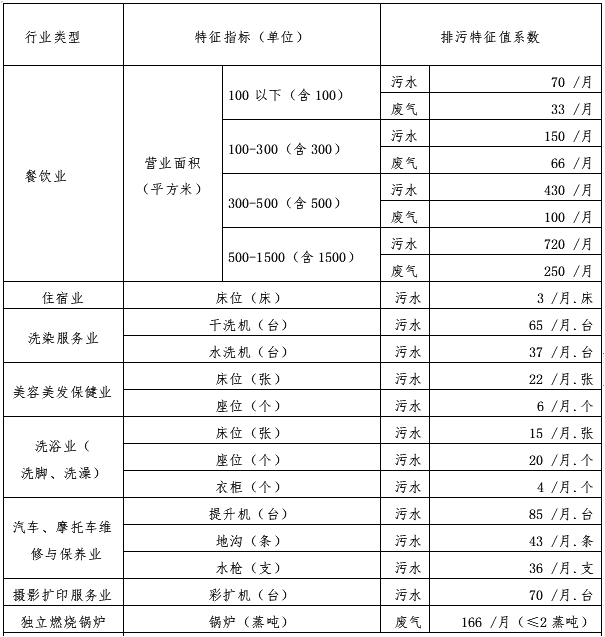 行业类型 特征指标（单位） 排污特征值系数
餐饮业 营业面积（平方米） 100 以下（含 100） 污水 70 /月
废气 33 /月
100-300（含 300） 污水 150 /月
废气 66 /月
300-500（含 500） 污水 430 /月
废气 100 /月
500-1500（含 1500） 污水 720 /月
废气 250 /月
住宿业 床位（床） 污水 3 /月.床
洗染服务业 干洗机（台） 污水 65 /月.台
水洗机（台） 污水 37 /月.台
美容美发保健业 床位（张） 污水 22 /月.张
座位（个） 污水 6 /月.个
洗浴业（洗脚、洗澡） 床位（张） 污水 15 /月.张
座位（个） 污水 20 /月.个
衣柜（个） 污水 4 /月.个
汽车、摩托车维修与保养业 提升机（台） 污水 85 /月.台
地沟（条） 污水 43 /月.条
水枪（支） 污水 36 /月.支
摄影扩印服务业 彩扩机（台） 污水 70 /月.台
独立燃烧锅炉 锅炉（蒸吨） 废气 166 /月（≤2 蒸吨）